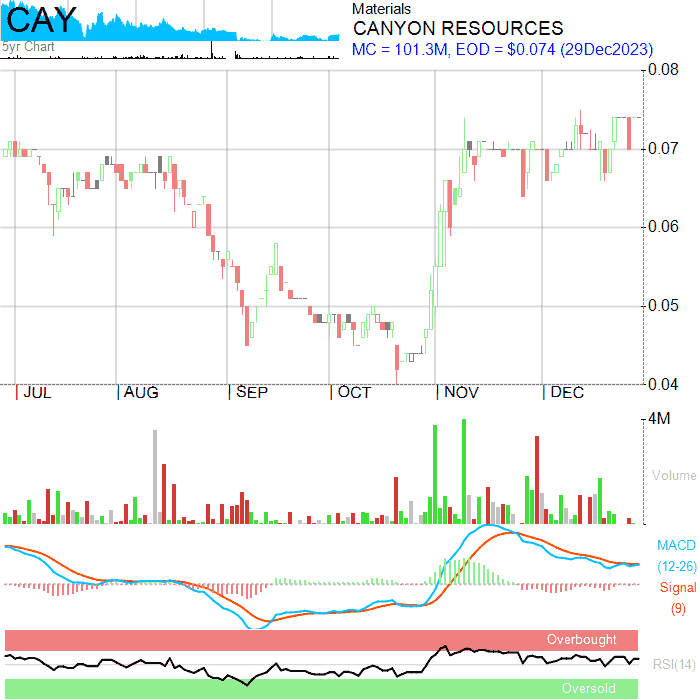 CAY
5yr Chart
Materials
CANYON RESOURCES
MC = 101.3M, EOD = $0.074 (29Dec2023)
0.08
0.07
0.06
0.05
0.04
JUL AUG SEP OCT NOV DEC
4M
Volume
MACD
(12-26)
Signal
(9)
Overbought
RSI(14)
Oversold